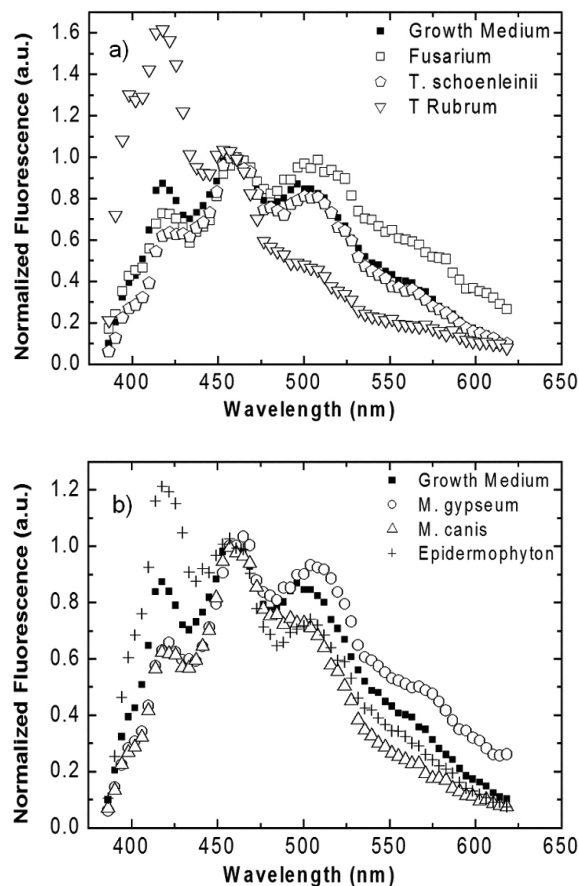 a)
Growth Medium
Fusarium
T. schoenleinii
T Rubrum
Normalized Fluorescence (a.u.)
1.6
1.4
1.2
1.0
0.8
0.6
0.4
0.2
0.0
400 450 500 550 600 650
Wavelength (nm)
b)
Growth Medium
M. gypseum
M. canis
Epidermophyton
Normalized Fluorescence (a.u.)
1.2
1.0
0.8
0.6
0.4
0.2
0.0
400 450 500 550 600 650
Wavelength (nm)